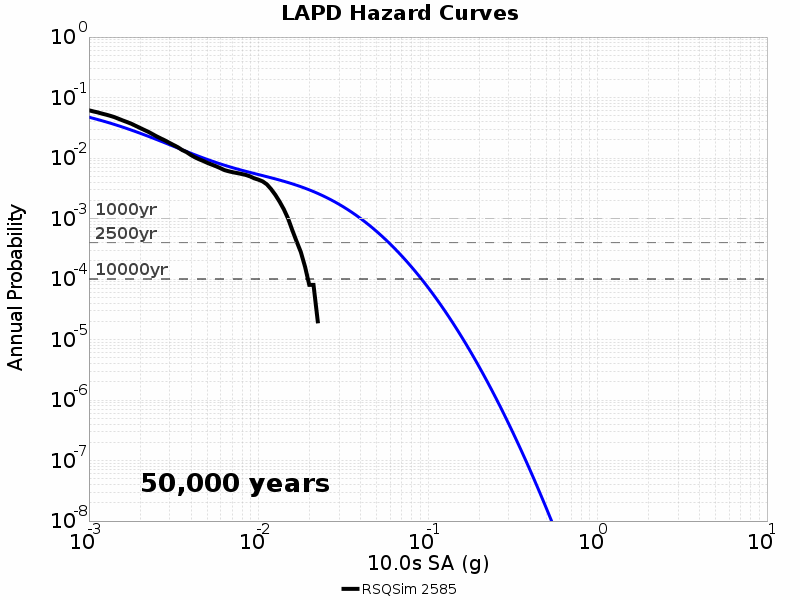 LAPD Hazard Curves
Annual Probability
10^0
10^-1
10^-2
10^-3
10^-4
10^-5
10^-6
10^-7
10^-8
1000yr
2500yr
10000yr
50,000 years
10^-3 10^-2 10^-1 10^0 10^1
10.0s SA (g)
RSQSim 2585